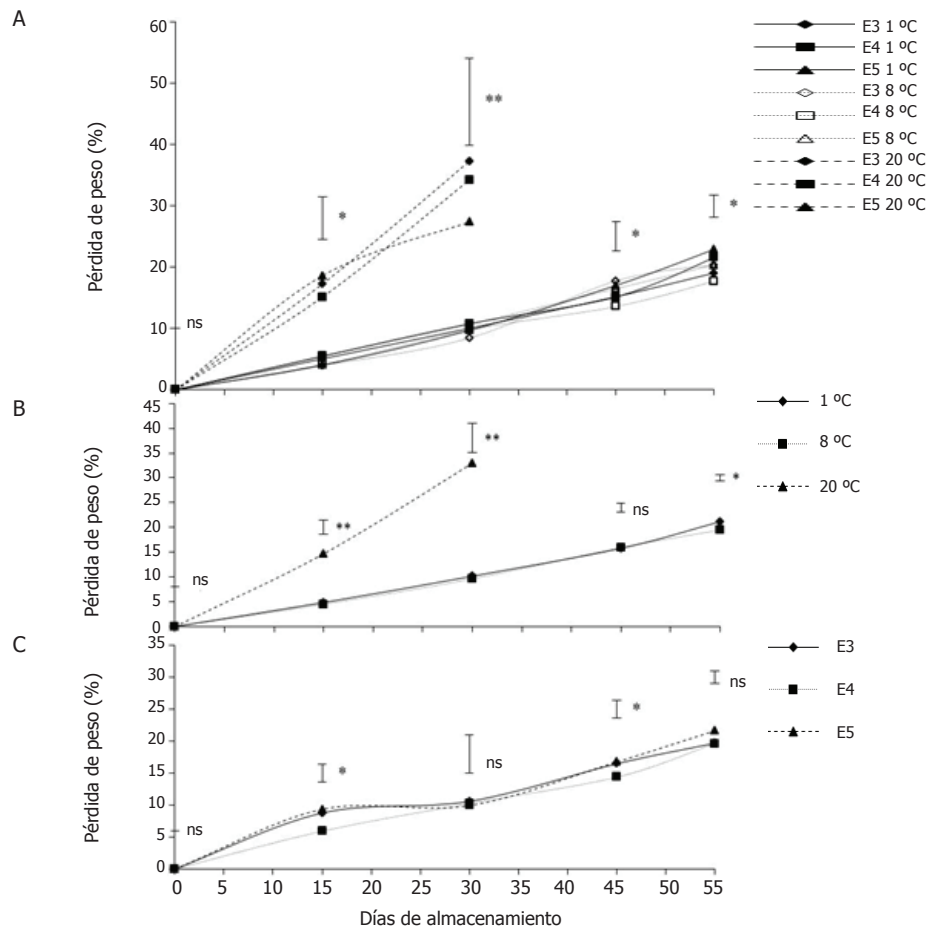 A
Pérdida de peso (%)
60
50
40
30
20
10
0
ns
*
**
*
*
E3 1 ºC
E4 1 ºC
E5 1 ºC
E3 8 ºC
E4 8 ºC
E5 8 ºC
E3 20 ºC
E4 20 ºC
E5 20 ºC
B
Pérdida de peso (%)
45
40
35
30
25
20
15
10
5
0
ns
**
**
ns
*
1 ºC
8 ºC
20 ºC
C
Pérdida de peso (%)
35
30
25
20
15
10
5
0
ns
*
ns
*
ns
E3
E4
E5
0 5 10 15 20 25 30 35 40 45 50 55
Días de almacenamiento